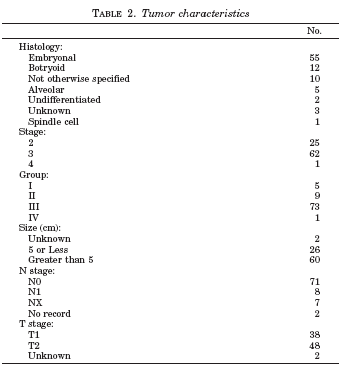 TABLE 2. Tumor characteristics
No.
Histology:
Embryonal 55
Botryoid 12
Not otherwise specified 10
Alveolar 5
Undifferentiated 2
Unknown 3
Spindle cell 1
Stage:
2 25
3 62
4 1
Group:
I 5
II 9
III 73
IV 1
Size (cm):
Unknown 2
5 or Less 26
Greater than 5 60
N stage:
N0 71
N1 8
NX 7
No record 2
T stage:
T1 38
T2 48
Unknown 2